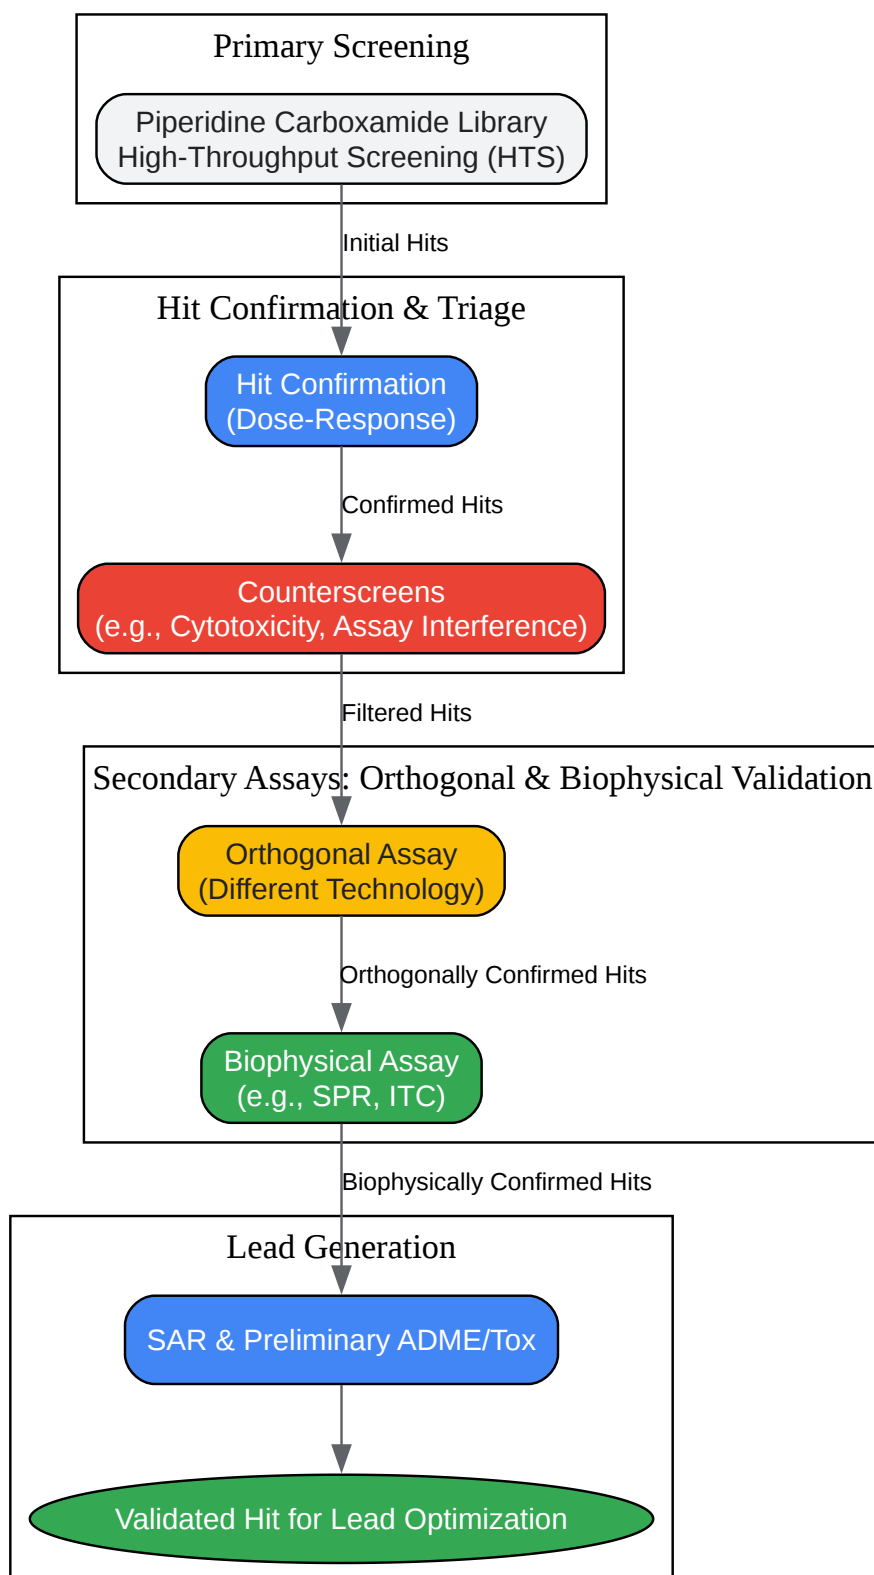 Primary Screening
Piperidine Carboxamide Library
High-Throughput Screening (HTS)
Initial Hits
Hit Confirmation & Triage
Hit Confirmation
(Dose-Response)
Confirmed Hits
Counterscreens
(e.g., Cytotoxicity, Assay Interference)
Filtered Hits
Secondary Assays: Orthogonal & Biophysical Validation
Orthogonal Assay
(Different Technology)
Orthogonally Confirmed Hits
Biophysical Assay
(e.g., SPR, ITC)
Biophysically Confirmed Hits
Lead Generation
SAR & Preliminary ADME/Tox
Validated Hit for Lead Optimization